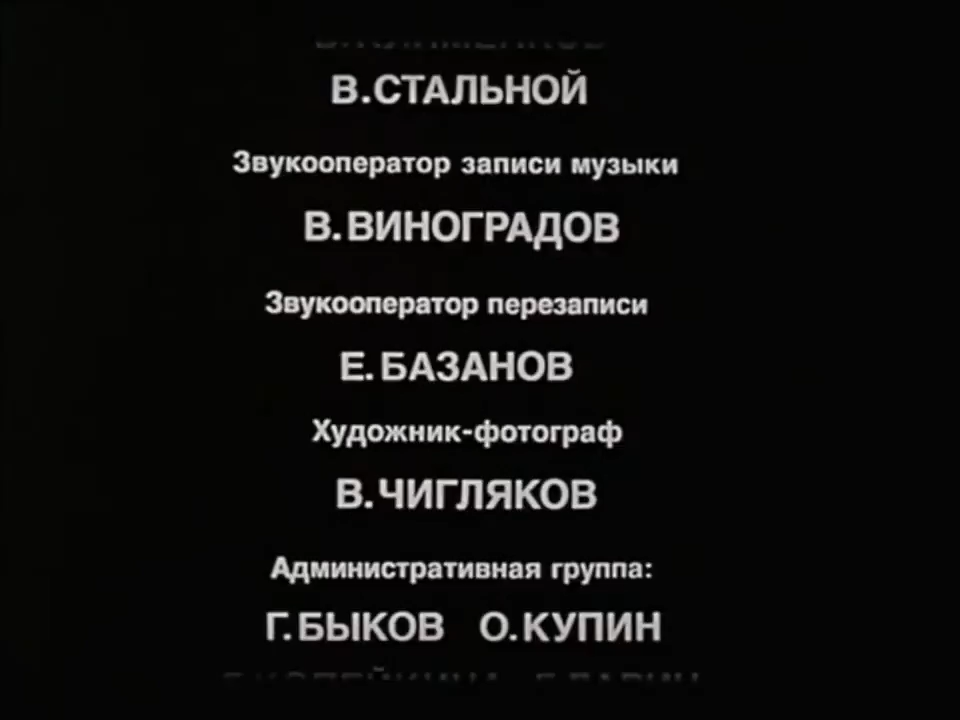 В.СТАЛЬНОЙ
Звукооператор записи музыки
В.ВИНОГРАДОВ
Звукооператор перезаписи
Е.БАЗАНОВ
Художник-фотограф
В.ЧИГЛЯКОВ
Административная группа:
Г.БЫКОВ О.КУПИН